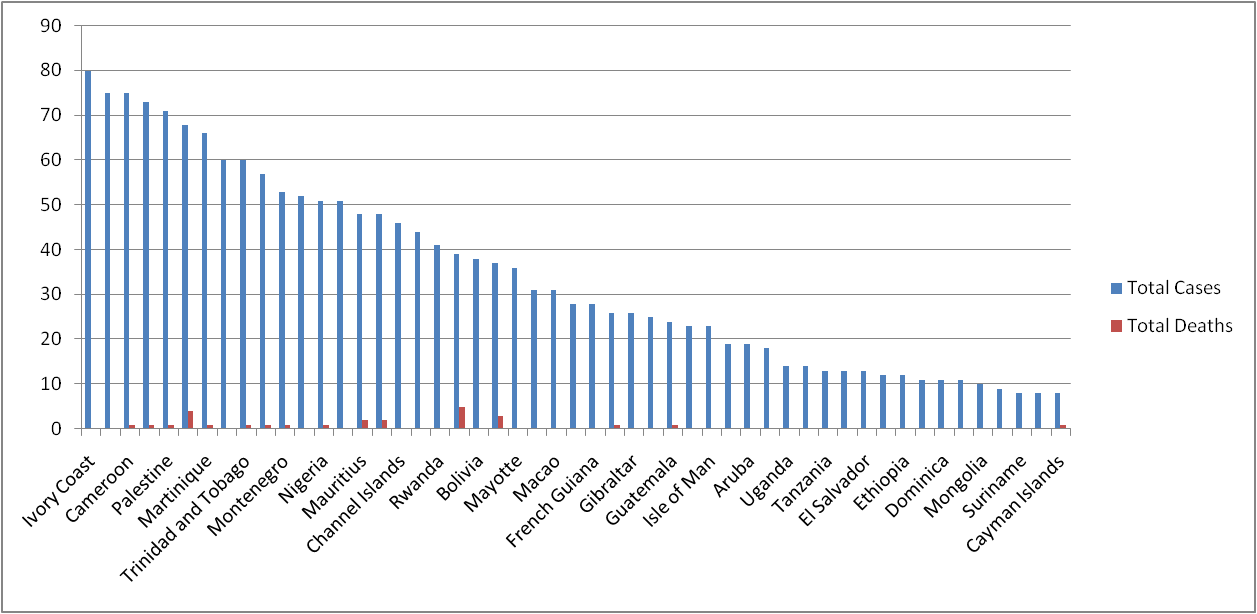 90
80
70
60
50
40
30
20
10
0
Ivory Coast
Cameroon
Palestine
Martinique
Trinidad and Tobago
Montenegro
Nigeria
Mauritius
Channel Islands
Rwanda
Bolivia
Mayotte
Macao
French Guiana
Gibraltar
Guatemala
Isle of Man
Aruba
Uganda
Tanzania
El Salvador
Ethiopia
Dominica
Mongolia
Suriname
Cayman Islands
Total Cases
Total Deaths